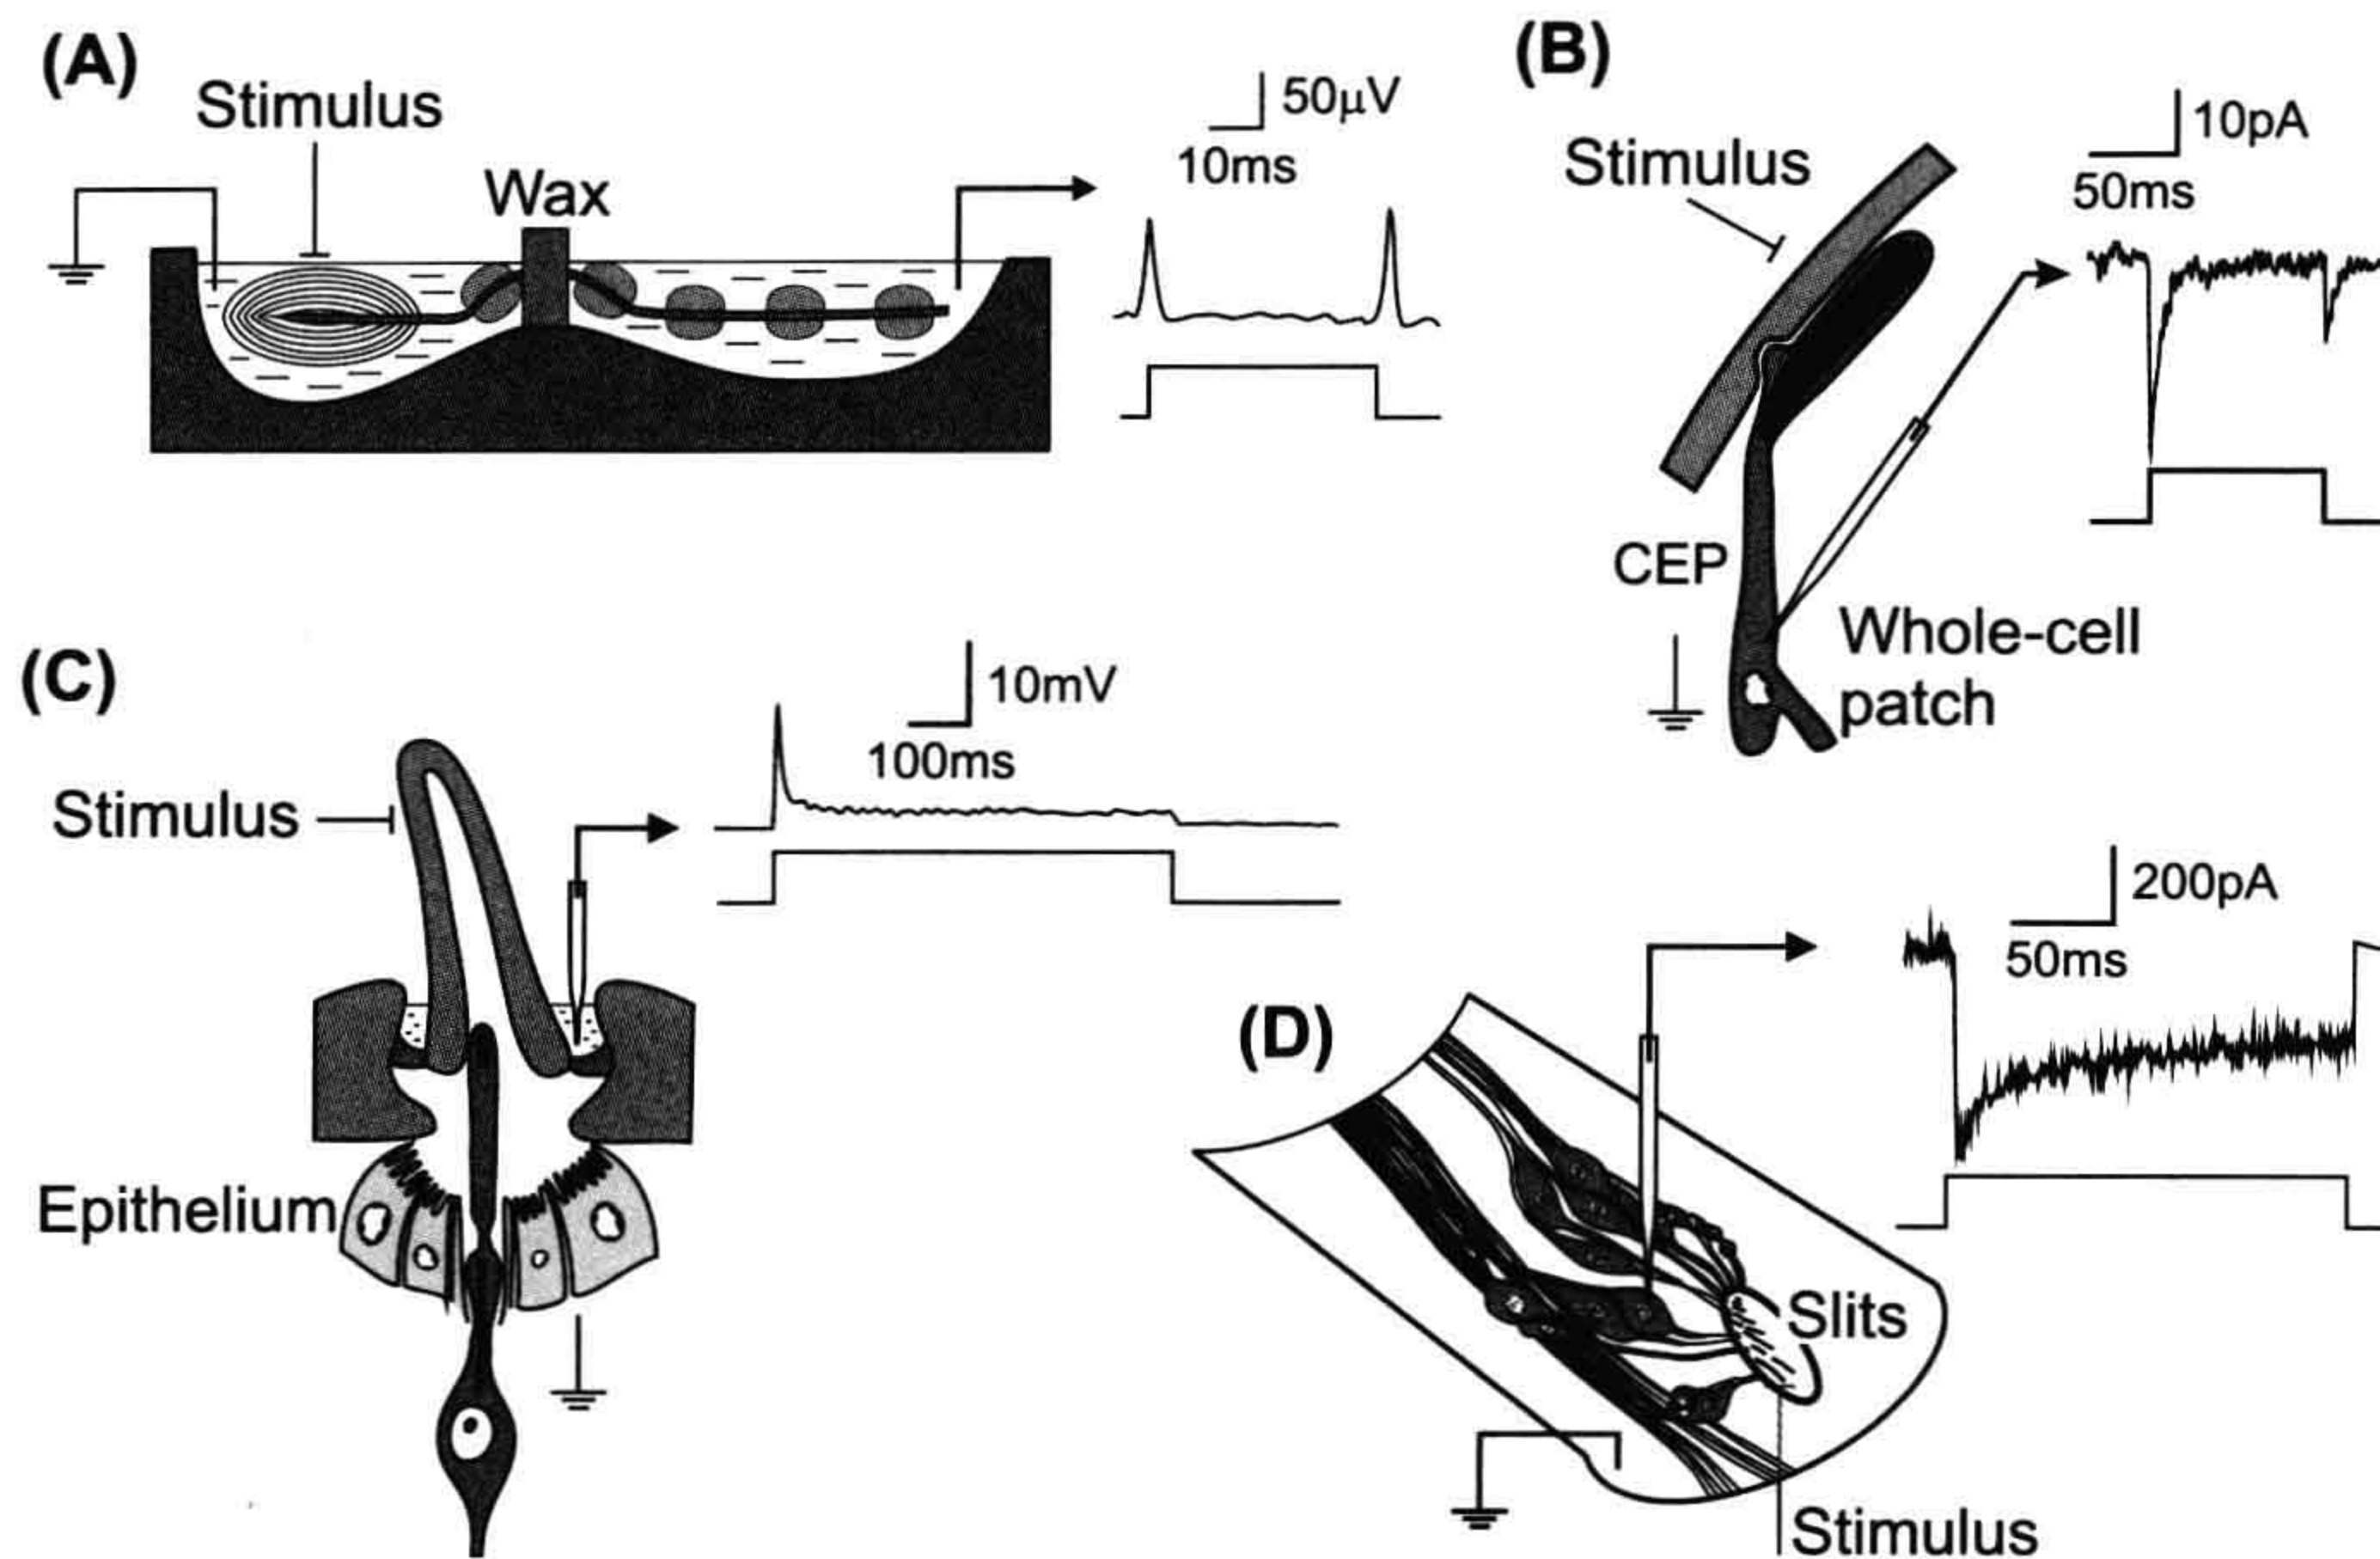 (A)
Stimulus
Wax
50µV
10ms
(B)
Stimulus
10pA
50ms
CEP
Whole-cell
patch
(C)
10mV
100ms
Stimulus
Epithelium
(D)
200pA
50ms
Slits
Stimulus